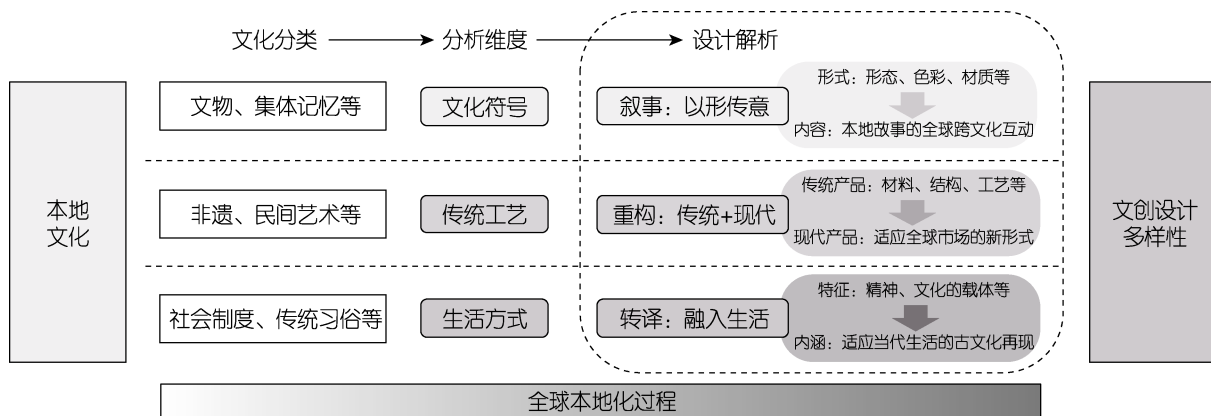 文化分类
分析维度
设计解析
本地
文化
文物、集体记忆等
文化符号
叙事：以形传意
形式：形态、色彩、材质等
内容：本地故事的全球跨文化互动
非遗、民间艺术等
传统工艺
重构：传统+现代
传统产品：材料、结构、工艺等
现代产品：适应全球市场的新形式
社会制度、传统习俗等
生活方式
转译：融入生活
特征：精神、文化的载体等
内涵：适应当代生活的古文化再现
文创设计
多样性
全球本地化过程